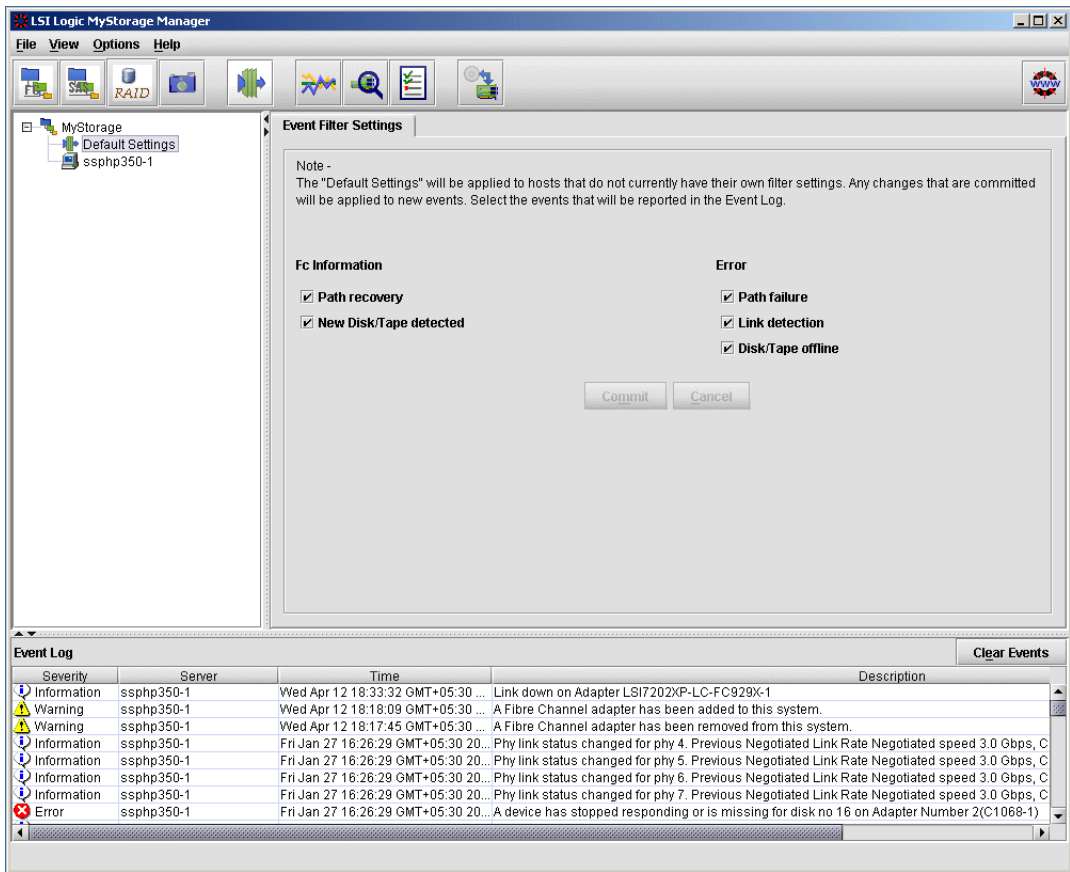 LSI Logic MyStorage Manager
File View Options Help
FC SAS RAID www
MyStorage
Default Settings
ssphp350-1
Event Filter Settings
Note -
The "Default Settings" will be applied to hosts that do not currently have their own filter settings. Any changes that are committed
will be applied to new events. Select the events that will be reported in the Event Log.
Fc Information Error
Path recovery Path failure
New Disk/Tape detected Link detection
Disk/Tape offline
Commit Cancel
Event Log Clear Events
Severity Server Time Description
Information ssphp350-1 Wed Apr 12 18:33:32 GMT+05:30 ... Link down on Adapter LSI7202XP-LC-FC929X-1
Warning ssphp350-1 Wed Apr 12 18:18:09 GMT+05:30 ... A Fibre Channel adapter has been added to this system.
Warning ssphp350-1 Wed Apr 12 18:17:45 GMT+05:30 ... A Fibre Channel adapter has been removed from this system.
Information ssphp350-1 Fri Jan 27 16:26:29 GMT+05:30 20... Phy link status changed for phy 4. Previous Negotiated Link Rate Negotiated speed 3.0 Gbps, C
Information ssphp350-1 Fri Jan 27 16:26:29 GMT+05:30 20... Phy link status changed for phy 5. Previous Negotiated Link Rate Negotiated speed 3.0 Gbps, C
Information ssphp350-1 Fri Jan 27 16:26:29 GMT+05:30 20... Phy link status changed for phy 6. Previous Negotiated Link Rate Negotiated speed 3.0 Gbps, C
Information ssphp350-1 Fri Jan 27 16:26:29 GMT+05:30 20... Phy link status changed for phy 7. Previous Negotiated Link Rate Negotiated speed 3.0 Gbps, C
Error ssphp350-1 Fri Jan 27 16:26:29 GMT+05:30 20... A device has stopped responding or is missing for disk no 16 on Adapter Number 2(C1068-1)